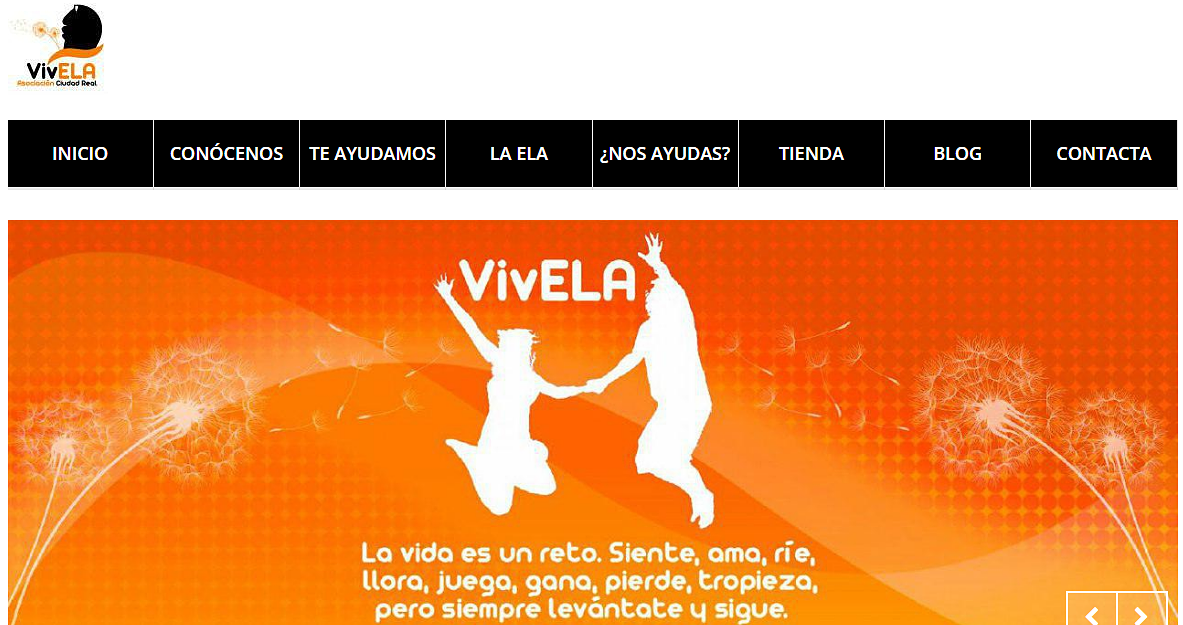 VivELA
Asociación Ciudad Real
INICIO
CONÓCENOS
TE AYUDAMOS
LA ELA
¿NOS AYUDAS?
TIENDA
BLOG
CONTACTA
VivELA
La vida es un reto. Siente, ama, ríe,
llora, juega, gana, pierde, tropieza,
pero siempre levántate y sigue.